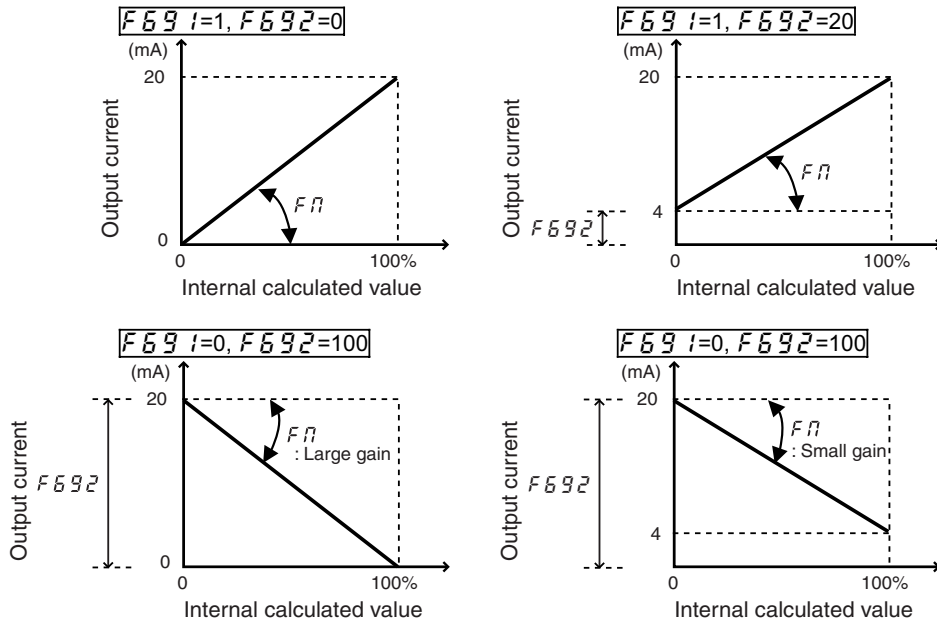 F691=1, F692=0
(mA)
20
Output current
FM
0
0
100%
Internal calculated value
F691=1, F692=20
(mA)
20
Output current
FM
4
F692
0
100%
Internal calculated value
F691=0, F692=100
(mA)
20
Output current
FM
: Large gain
F692
0
0
100%
Internal calculated value
F691=0, F692=100
(mA)
20
Output current
FM
: Small gain
F692
4
0
100%
Internal calculated value